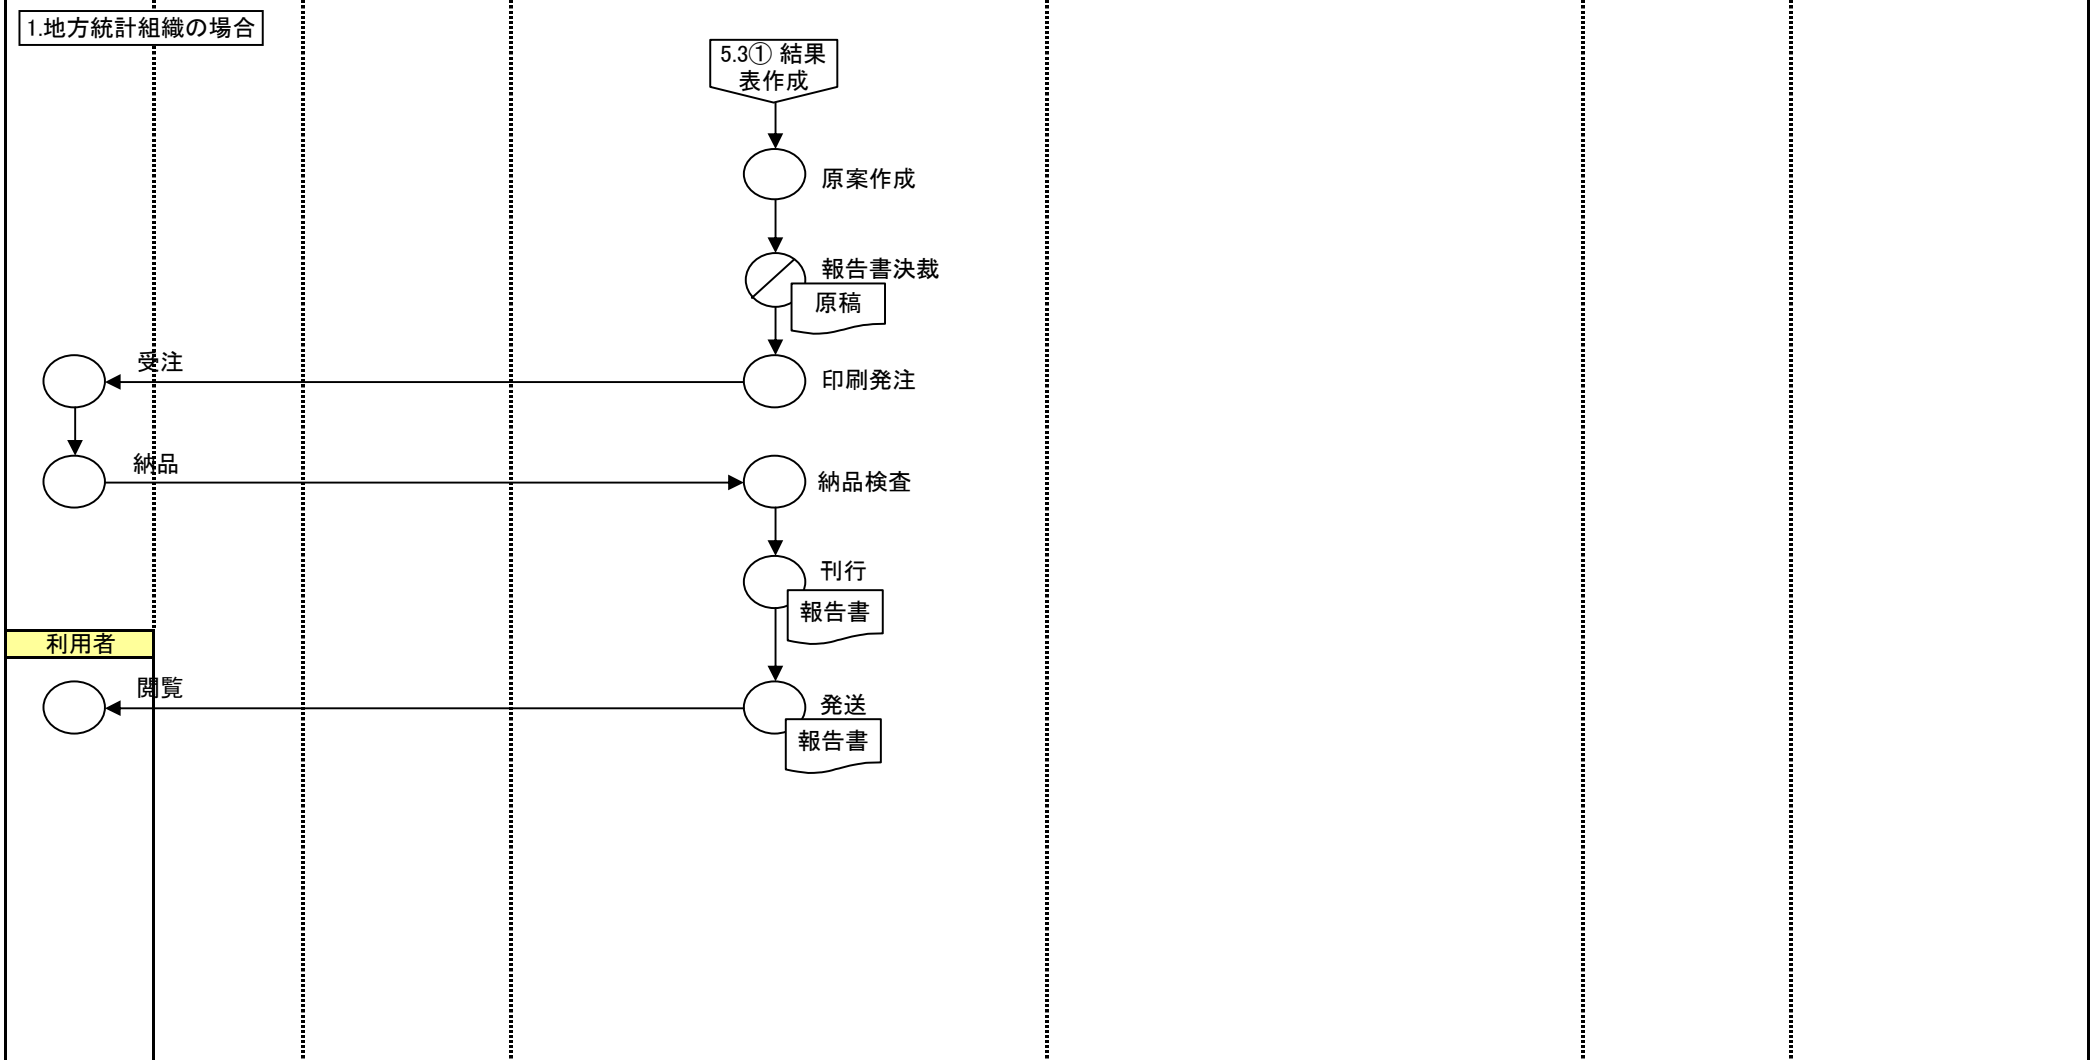 1.地方統計組織の場合
5.3① 結果
表作成
原案作成
報告書決裁
原稿
受注
印刷発注
納品
納品検査
刊行
報告書
利用者
閲覧
発送
報告書